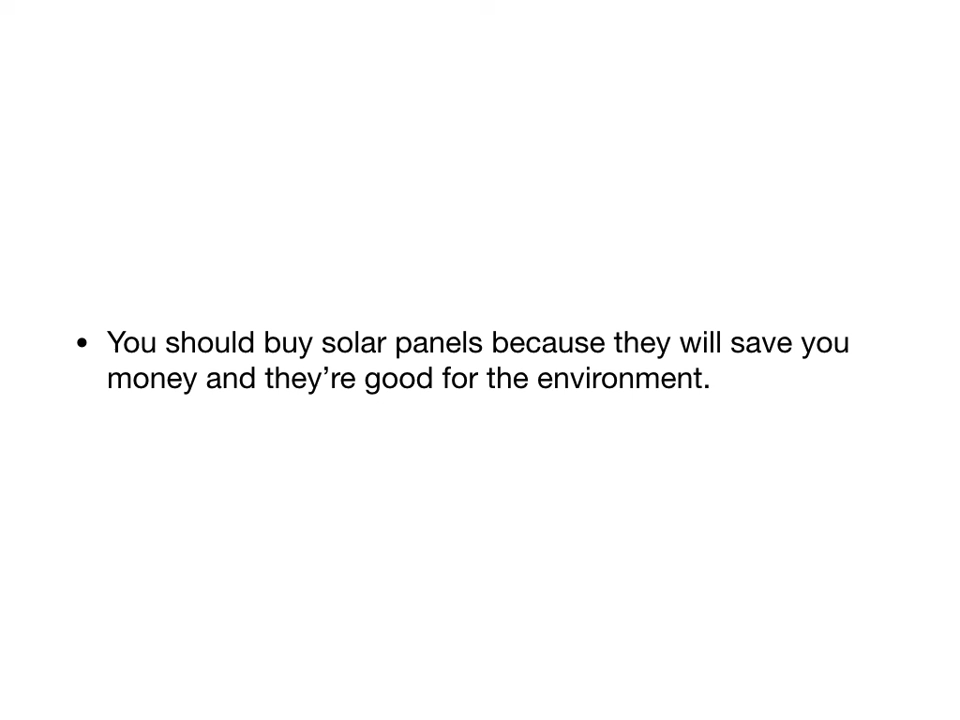 • You should buy solar panels because they will save you
money and they’re good for the environment.